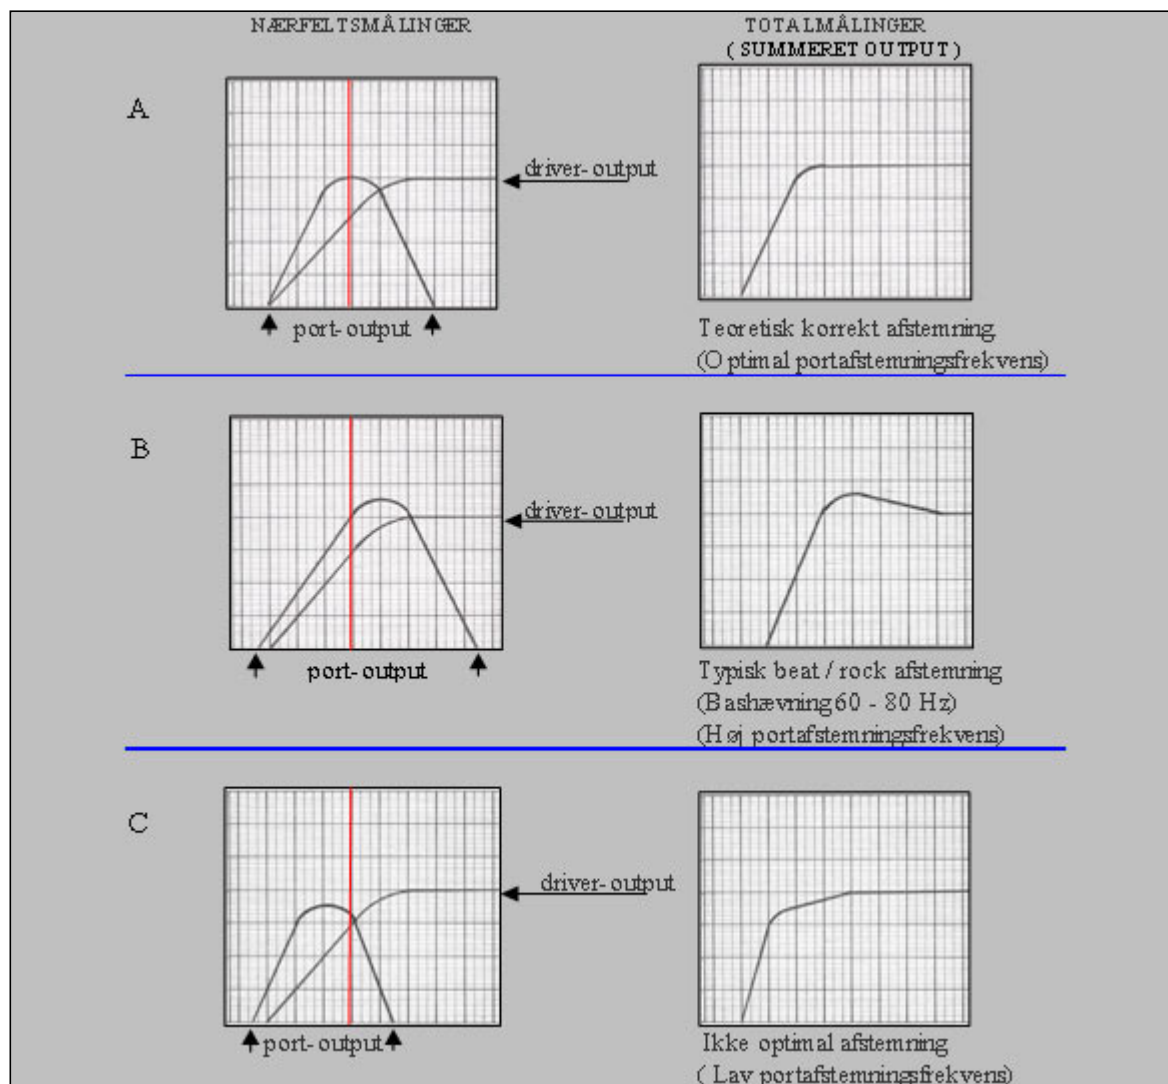 NÆRFELTSMÅLINGER
TOTALMÅLINGER
( SUMMERET OUTPUT )
A
driver-output
port-output
Teoretisk korrekt afstemning.
(Optimal portafstemningsfrekvens)
B
driver-output
port-output
Typisk beat / rock afstemning
(Bashævning 60 - 80 Hz)
(Høj portafstemningsfrekvens)
C
driver-output
port-output
Ikke optimal afstemning
( Lav portafstemningsfrekvens)